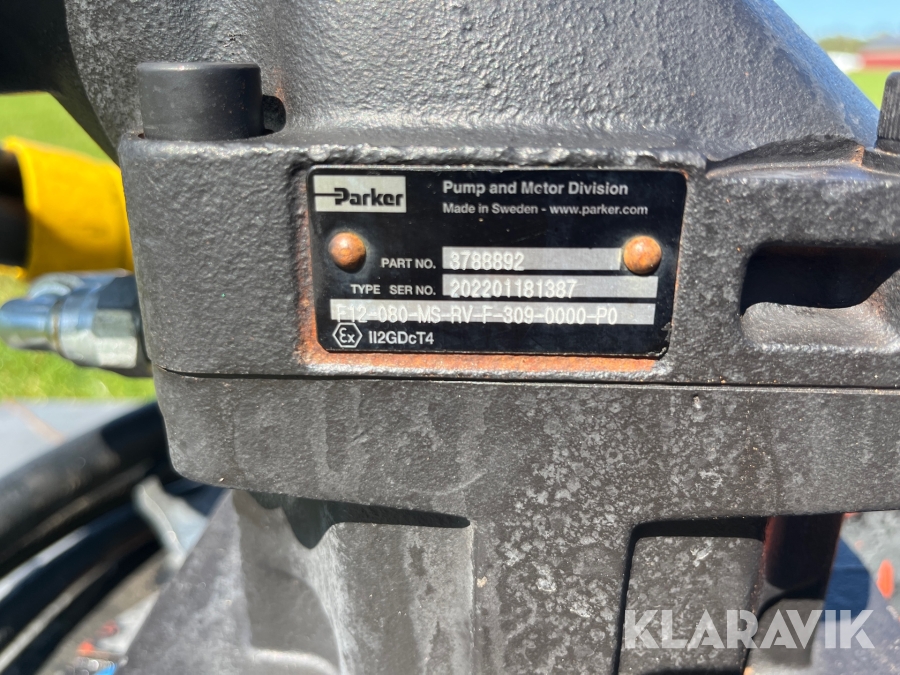 Parker
Pump and Motor Division
Made in Sweden - www.parker.com
PART NO. 3788892
TYPE SER NO. 202201181387
F12-080-MS-RV-F-309-0000-P0
Ex II2GDcT4
KLARAVIK